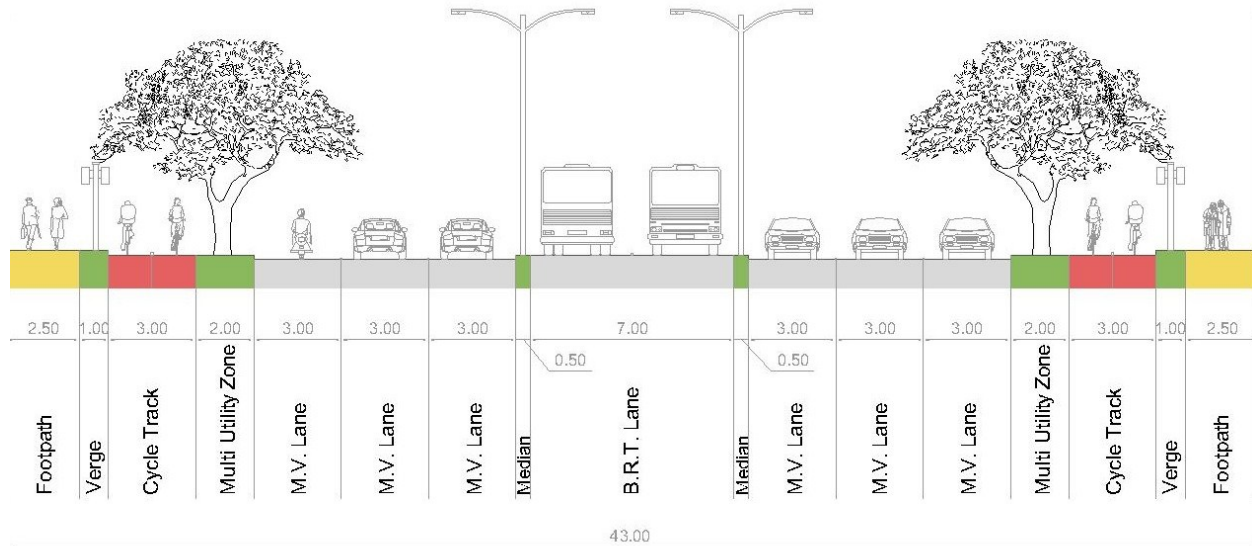 2.50 1.00 3.00 2.00 3.00 3.00 3.00 7.00 3.00 3.00 3.00 2.00 3.00 1.00 2.50
0.50 0.50
Footpath
Verge
Cycle Track
Multi Utility Zone
M.V. Lane
M.V. Lane
M.V. Lane
Median
B.R.T. Lane
Median
M.V. Lane
M.V. Lane
M.V. Lane
Multi Utility Zone
Cycle Track
Verge
Footpath
43.00